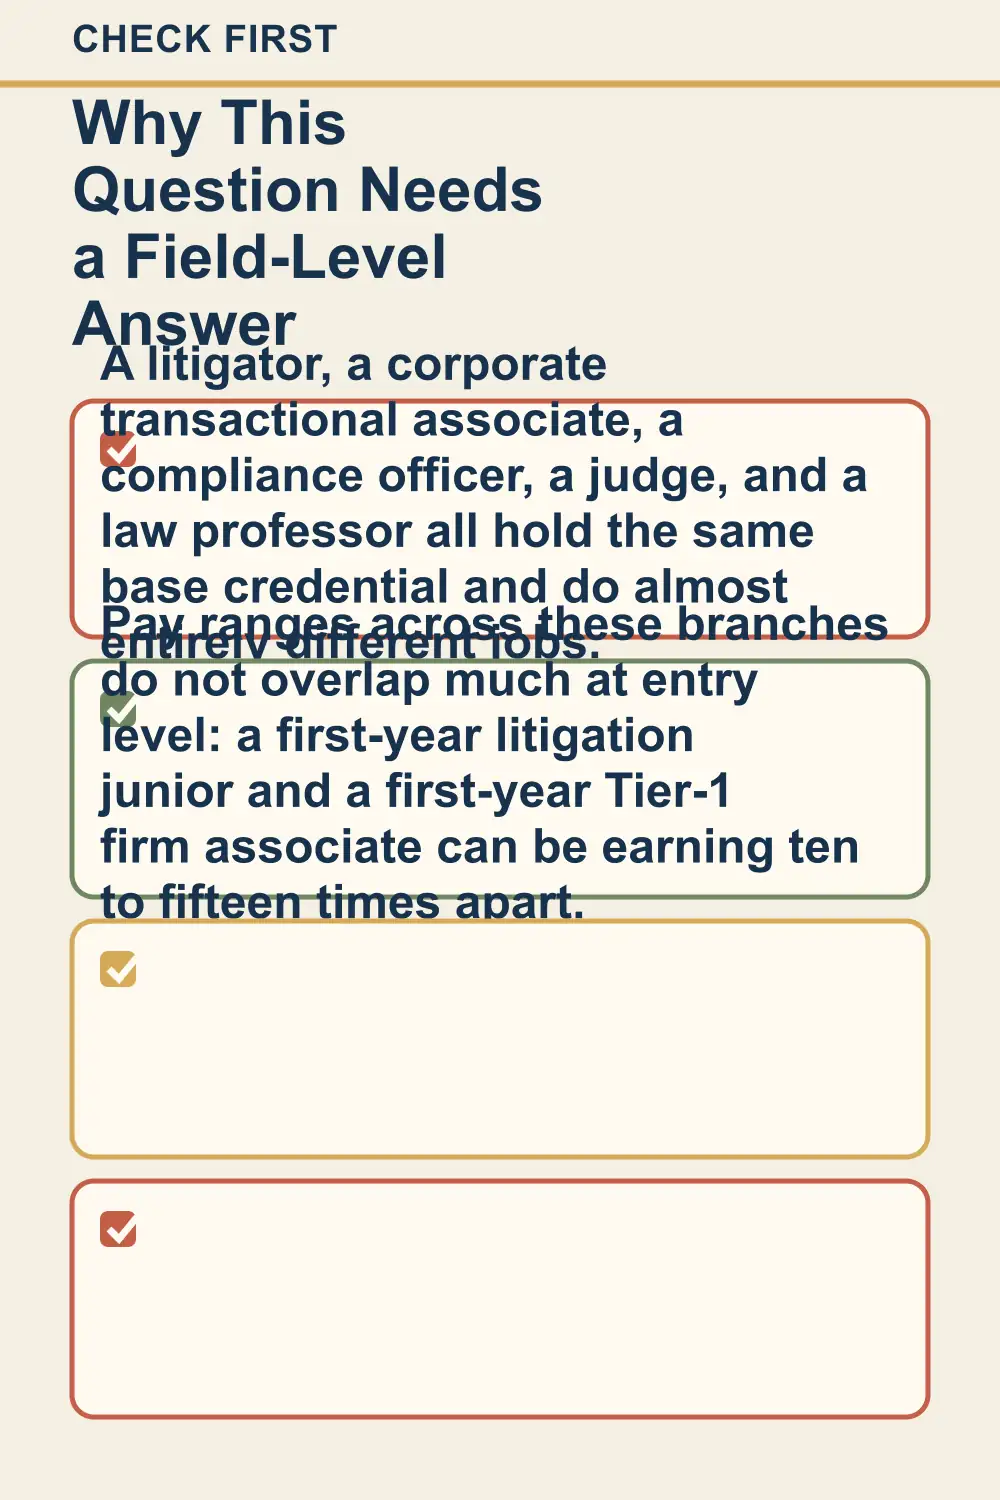 CHECK FIRST
Why This
Question Needs
a Field-Level
Answer
A litigator, a corporate
transactional associate, a
compliance officer, a judge, and a
law professor all hold the same
base credential and do almost
entirely different jobs.
Pay ranges across these branches
do not overlap much at entry
level: a first-year litigation
junior and a first-year Tier-1
firm associate can be earning ten
to fifteen times apart.